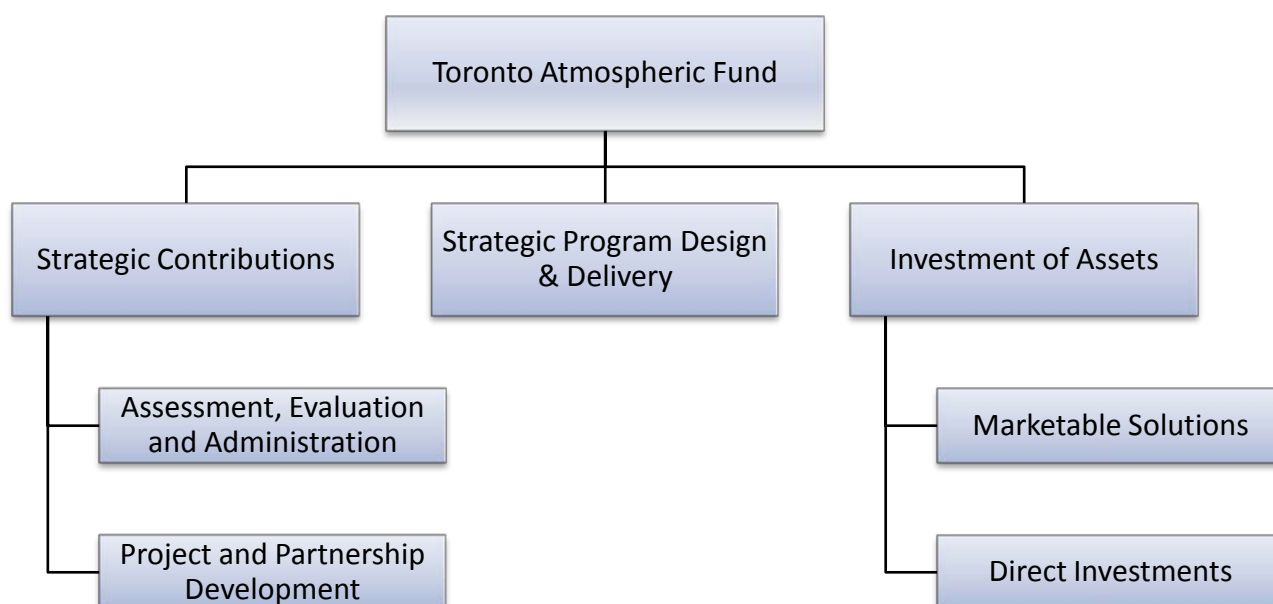 Toronto Atmospheric Fund
Strategic Contributions
Strategic Program Design
& Delivery
Investment of Assets
Assessment, Evaluation
and Administration
Marketable Solutions
Project and Partnership
Development
Direct Investments